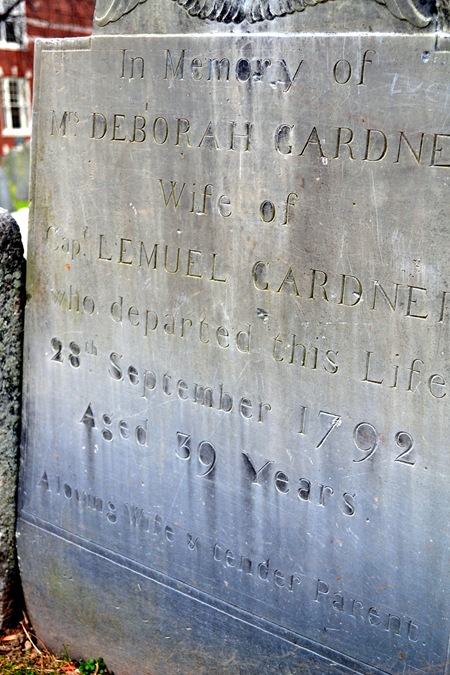 In Memory of
Mrs DEBORAH GARDNE
Wife of
Capt. LEMUEL GARDNER
who departed this Life
28th September 1792.
Aged 39 Years.
A loving Wife & tender Parent.